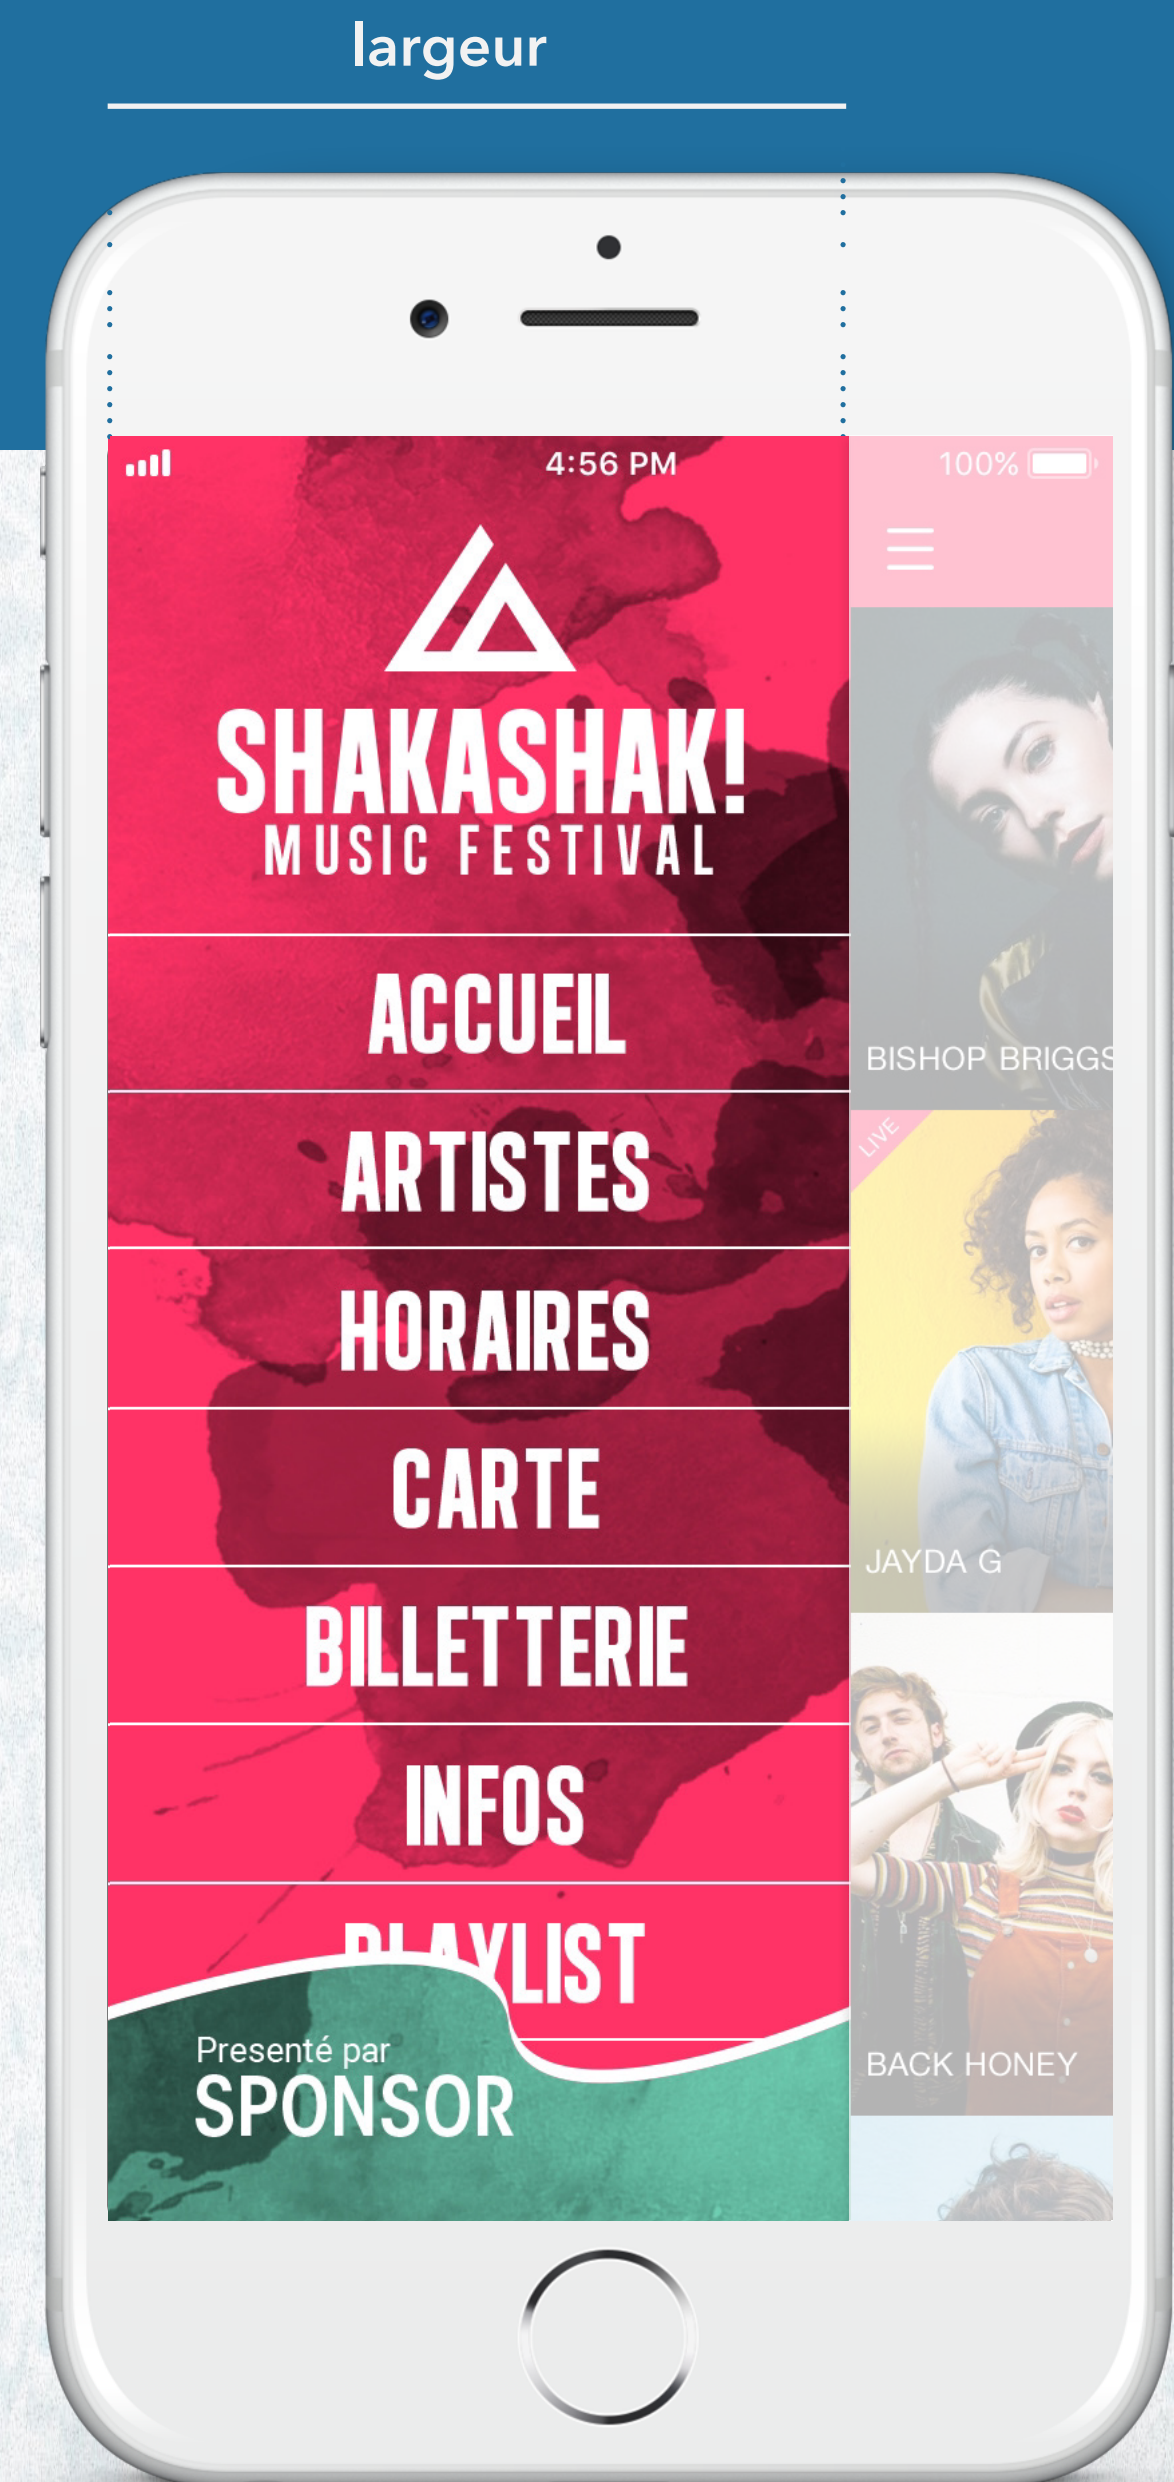 largeur
4:56 PM
100%
SHAKASHAK!
MUSIC FESTIVAL
ACCUEIL
ARTISTES
HORAIRES
CARTE
BILLETTERIE
INFOS
PLAYLIST
Presenté par
SPONSOR
BISHOP BRIGGS
LIVE
JAYDA G
BACK HONEY